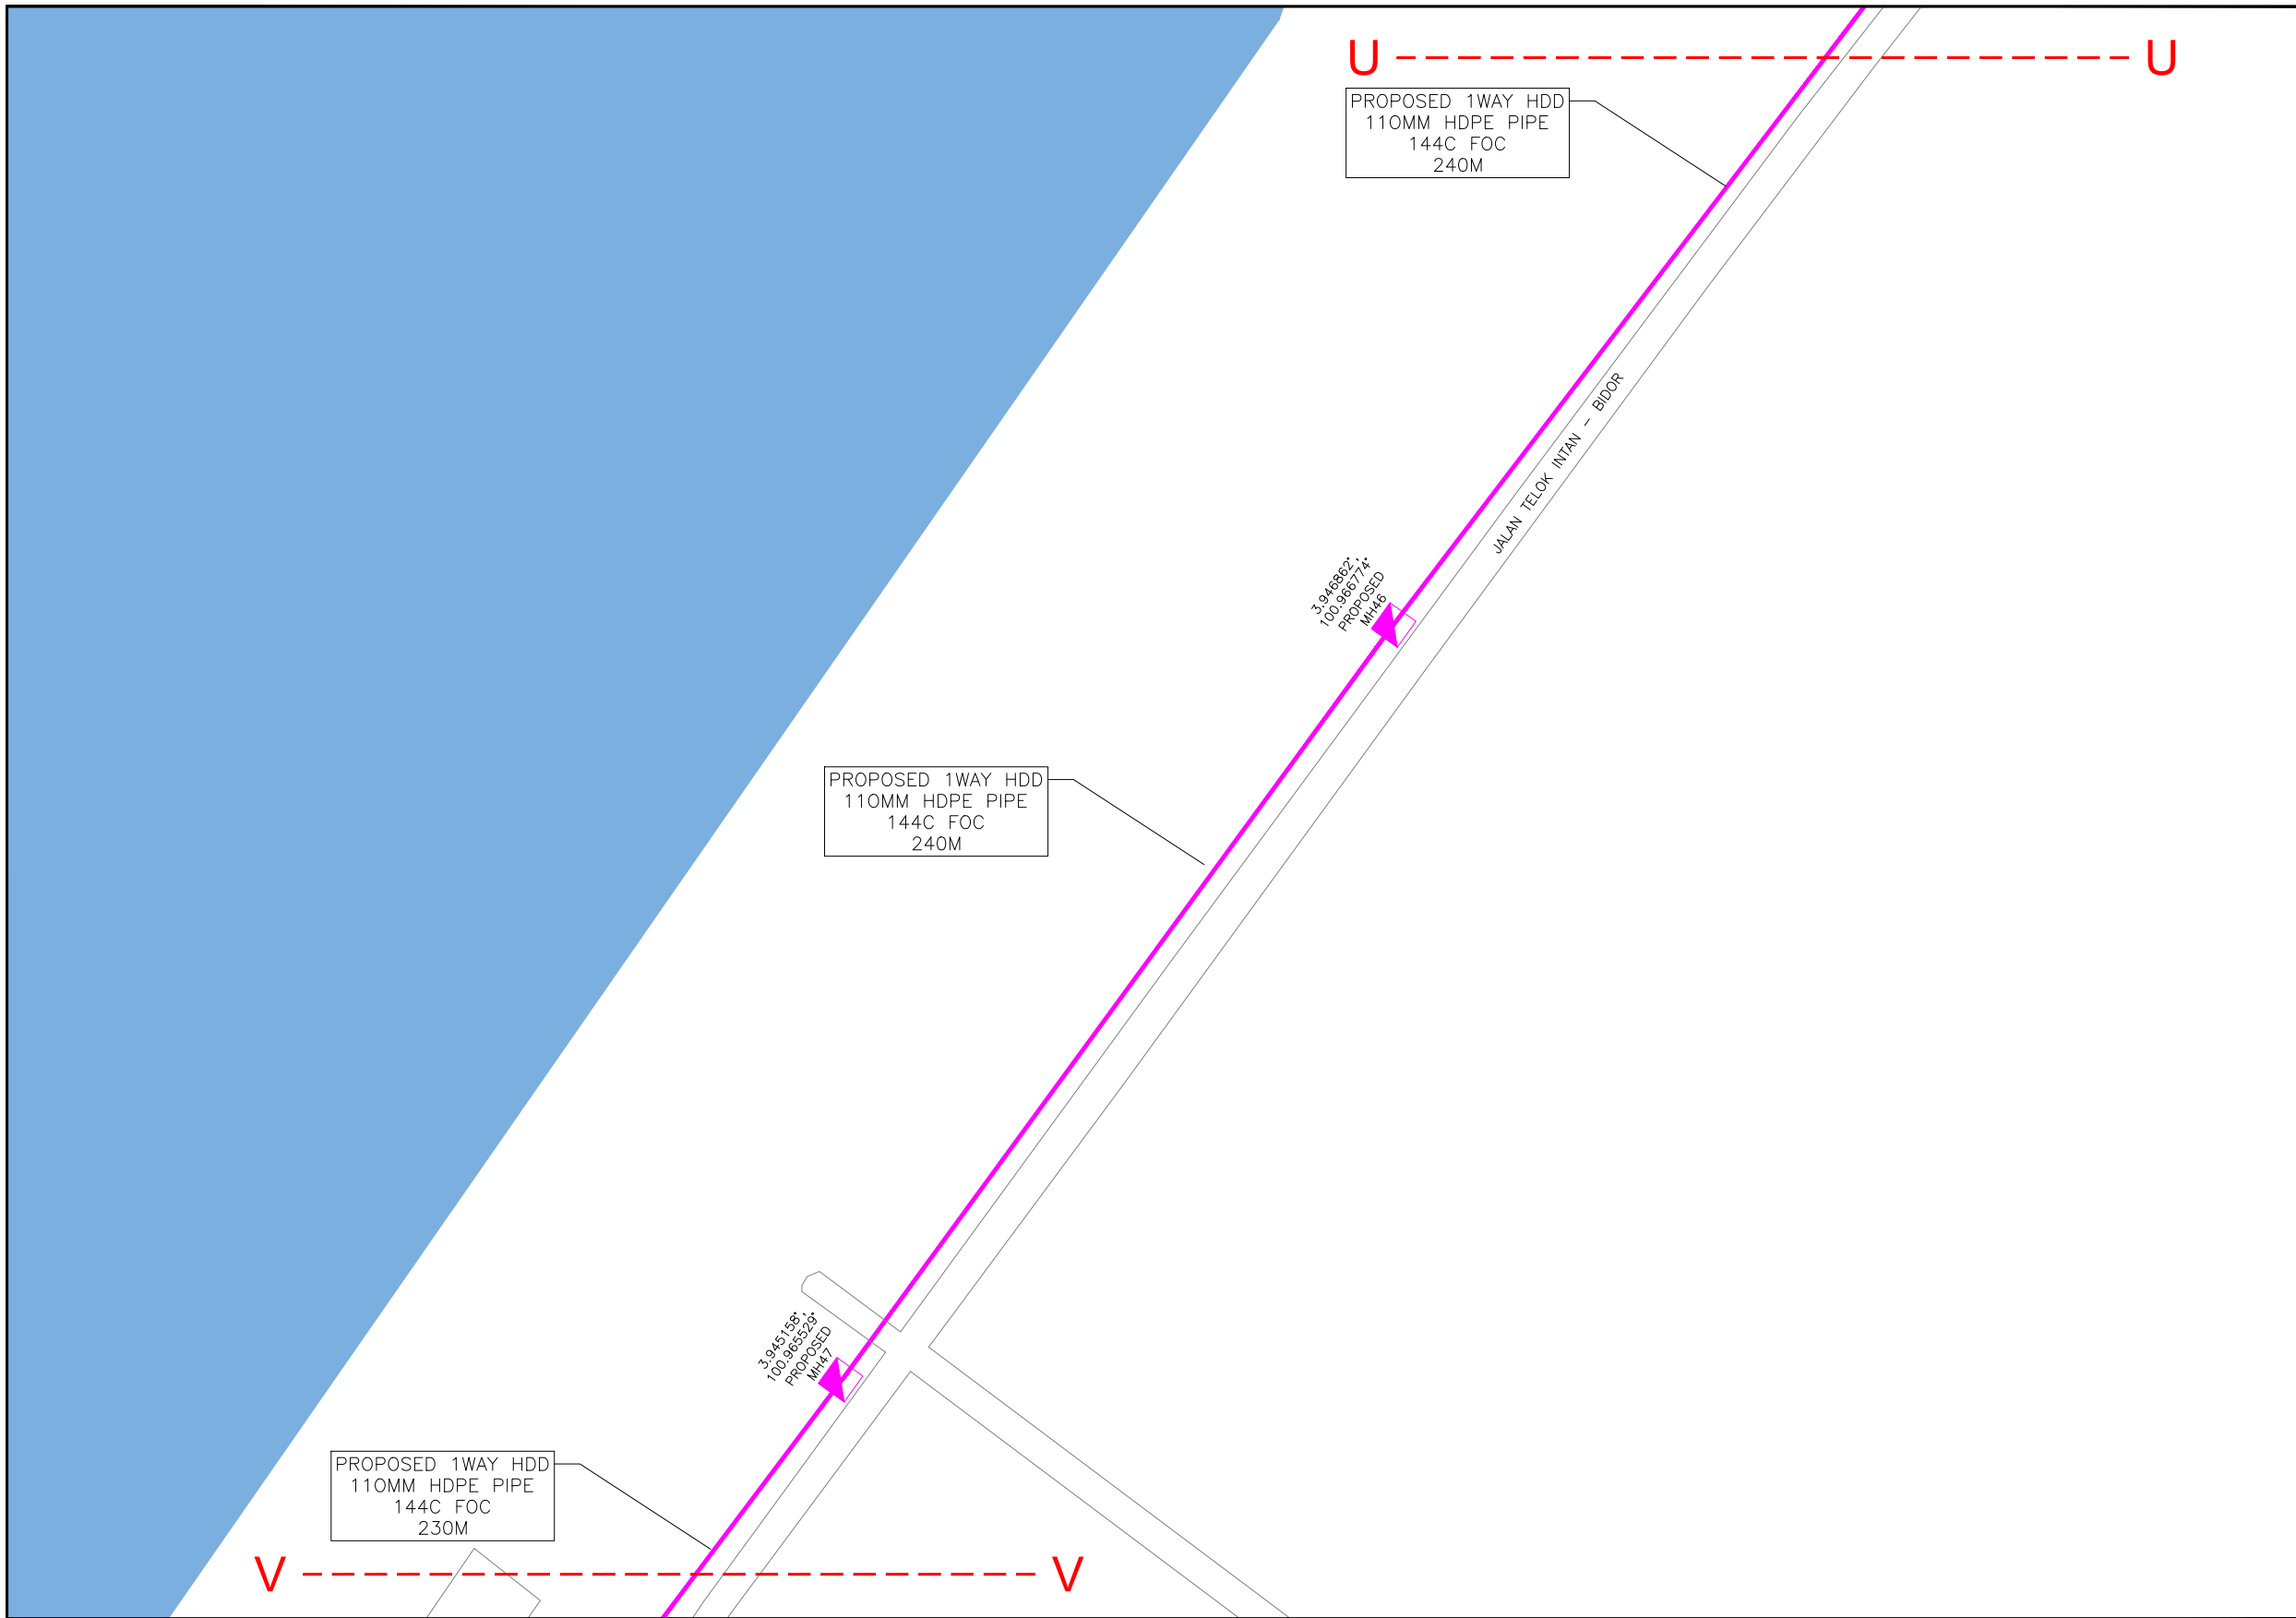 U
U
PROPOSED 1WAY HDD
110MM HDPE PIPE
144C FOC
240M
JALAN TELOK INTAN - BIDOR
3.946862°,
100.966774°
PROPOSED
MH46
PROPOSED 1WAY HDD
110MM HDPE PIPE
144C FOC
240M
3.945158°,
100.965529°
PROPOSED
MH47
PROPOSED 1WAY HDD
110MM HDPE PIPE
144C FOC
230M
V
V